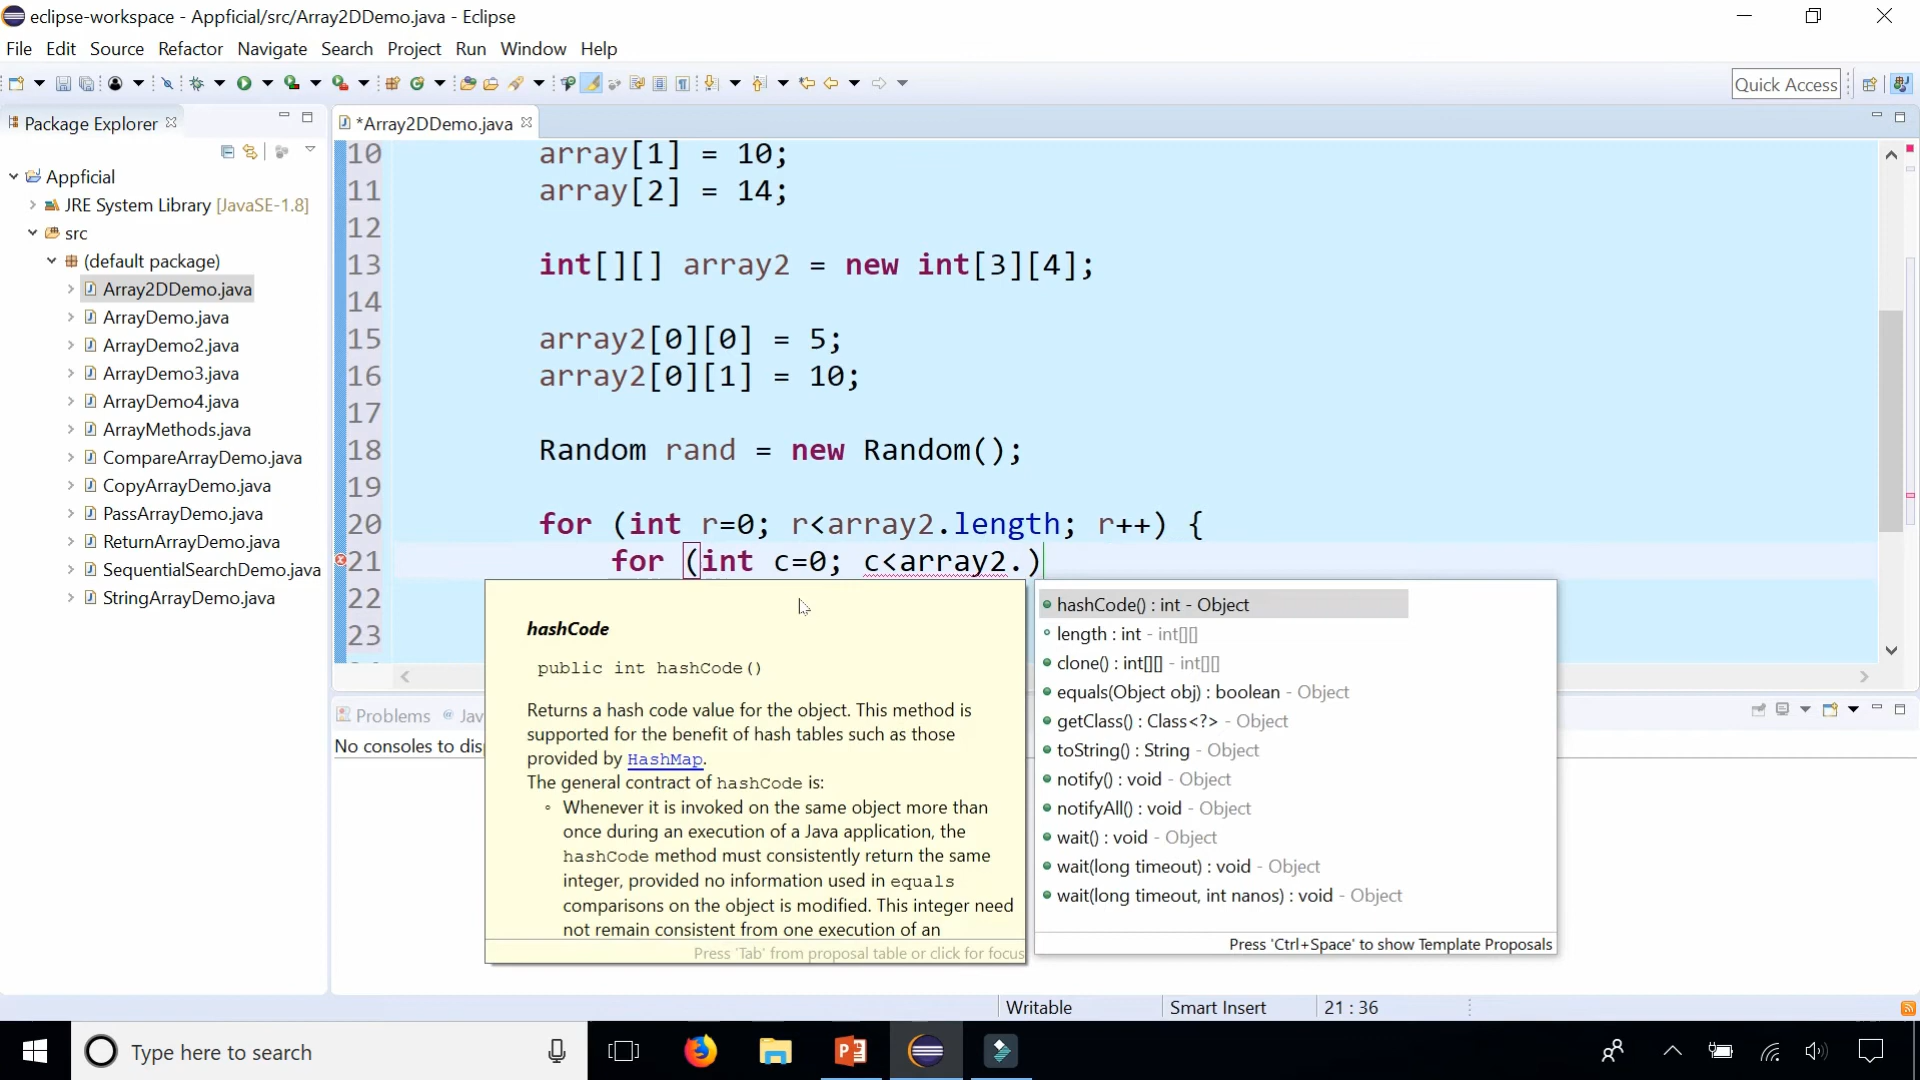 eclipse-workspace - Appficial/src/Array2DDemo.java - Eclipse
File Edit Source Refactor Navigate Search Project Run Window Help
Quick Access
Package Explorer
*Array2DDemo.java
Appficial
JRE System Library [JavaSE-1.8]
src
(default package)
Array2DDemo.java
ArrayDemo.java
ArrayDemo2.java
ArrayDemo3.java
ArrayDemo4.java
ArrayMethods.java
CompareArrayDemo.java
CopyArrayDemo.java
PassArrayDemo.java
ReturnArrayDemo.java
SequentialSearchDemo.java
StringArrayDemo.java
10 array[1] = 10;
11 array[2] = 14;
12
13 int[][] array2 = new int[3][4];
14
15 array2[0][0] = 5;
16 array2[0][1] = 10;
17
18 Random rand = new Random();
19
20 for (int r=0; r<array2.length; r++) {
21 for (int c=0; c<array2.)
22
23
hashCode
public int hashCode()
Returns a hash code value for the object. This method is
supported for the benefit of hash tables such as those
provided by HashMap.
The general contract of hashCode is:
Whenever it is invoked on the same object more than
once during an execution of a Java application, the
hashCode method must consistently return the same
integer, provided no information used in equals
comparisons on the object is modified. This integer need
not remain consistent from one execution of an
Press 'Tab' from proposal table or click for focus
hashCode() : int - Object
length : int - int[][]
clone() : int[][] - int[][]
equals(Object obj) : boolean - Object
getClass() : Class<?> - Object
toString() : String - Object
notify() : void - Object
notifyAll() : void - Object
wait() : void - Object
wait(long timeout) : void - Object
wait(long timeout, int nanos) : void - Object
Press 'Ctrl+Space' to show Template Proposals
Problems @ Jav
No consoles to dis
Writable Smart Insert 21 : 36
Type here to search